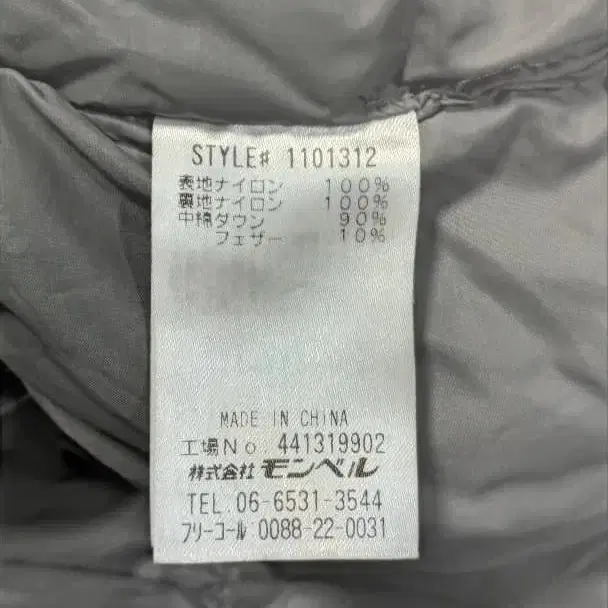 STYLE# 1101312
表地ナイロン 100%
裏地ナイロン 100%
中綿ダウン 90%
フェザー 10%
MADE IN CHINA
工場No. 441319902
株式会社 モンベル
TEL. 06-6531-3544
フリーコール 0088-22-0031